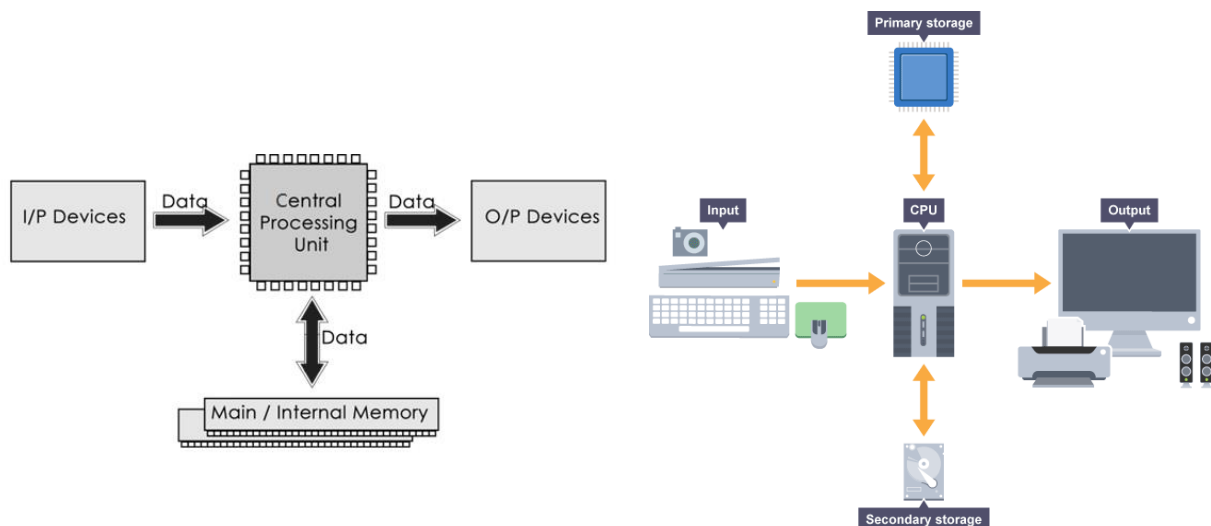 I/P Devices
Data
Central
Processing
Unit
Data
O/P Devices
Data
Main / Internal Memory
Primary storage
Input
CPU
Output
Secondary storage